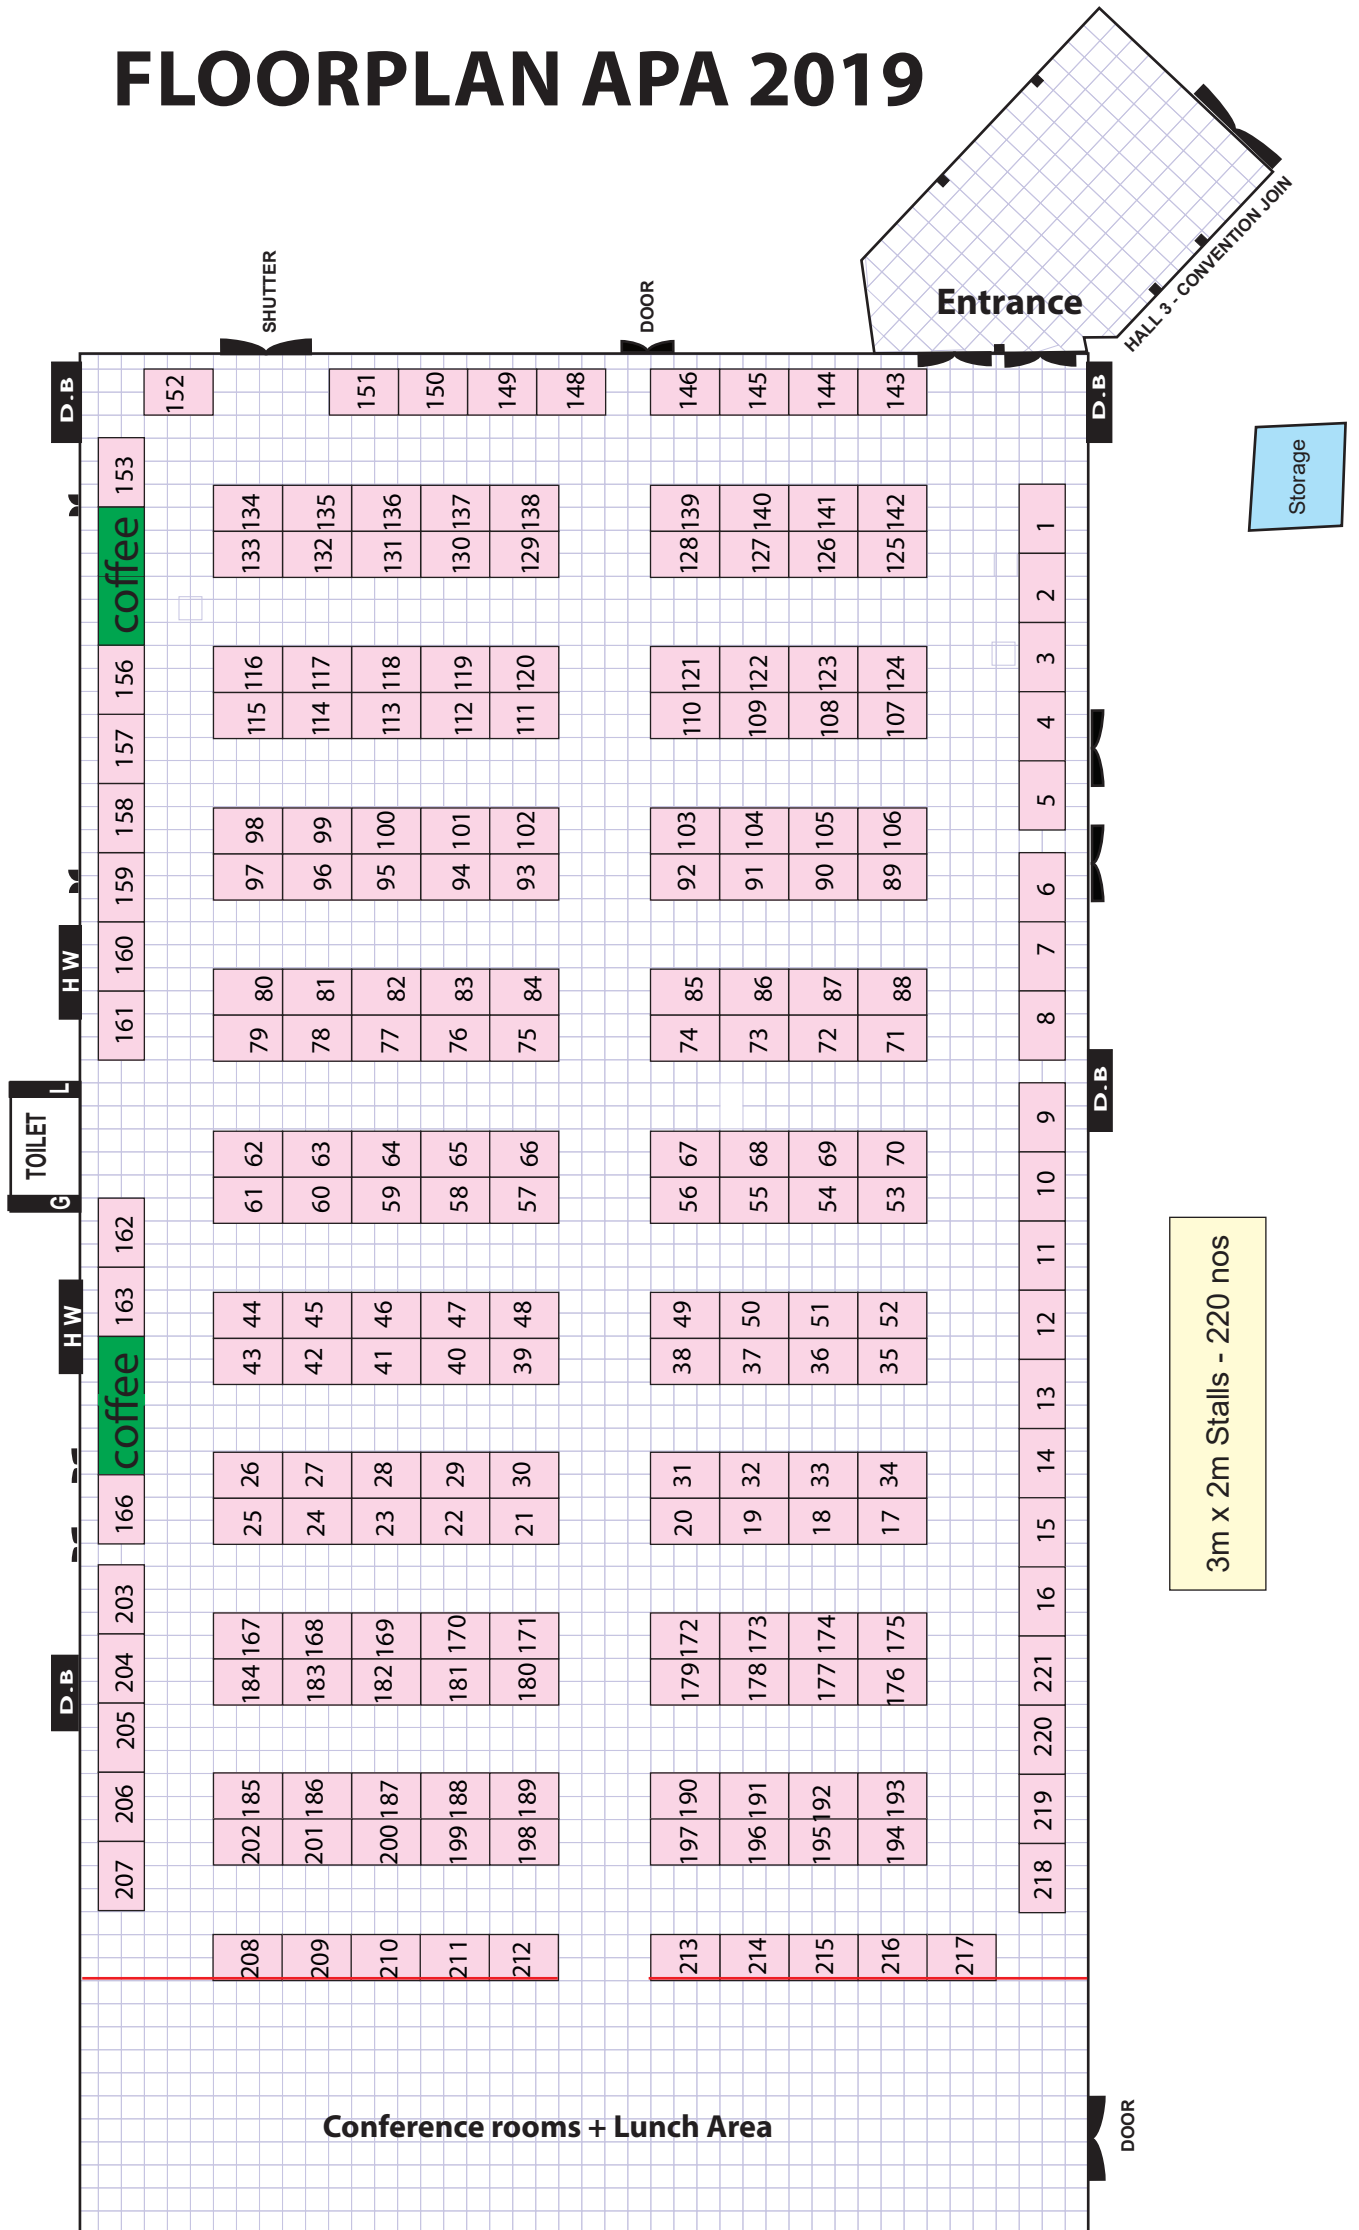 FLOORPLAN APA 2019
SHUTTER
DOOR
Entrance
HALL 3 - CONVENTION JOIN
D.B
D.B
152 151 150 149 148 146 145 144 143
Storage
153
134 135 136 137 138 139 140 141 142
1
133 132 131 130 129 128 127 126 125
coffee
2
116 117 118 119 120 121 122 123 124
3
156
115 114 113 112 111 110 109 108 107
4
157
5
158
98 99 100 101 102 103 104 105 106
97 96 95 94 93 92 91 90 89
159
6
HW
160
7
80 81 82 83 84 85 86 87 88
161
8
79 78 77 76 75 74 73 72 71
L
TOILET
G
D.B
9
62 63 64 65 66 67 68 69 70
10
61 60 59 58 57 56 55 54 53
162
11
163
44 45 46 47 48 49 50 51 52
12
HW
43 42 41 40 39 38 37 36 35
coffee
13
3m x 2m Stalls - 220 nos
26 27 28 29 30 31 32 33 34
14
166
25 24 23 22 21 20 19 18 17
15
203
16
167 168 169 170 171 172 173 174 175
204
184 183 182 181 180 179 178 177 176
221
D.B
205
220
206
185 186 187 188 189 190 191 192 193
219
202 201 200 199 198 197 196 195 194
207
218
208 209 210 211 212 213 214 215 216 217
Conference rooms + Lunch Area
DOOR